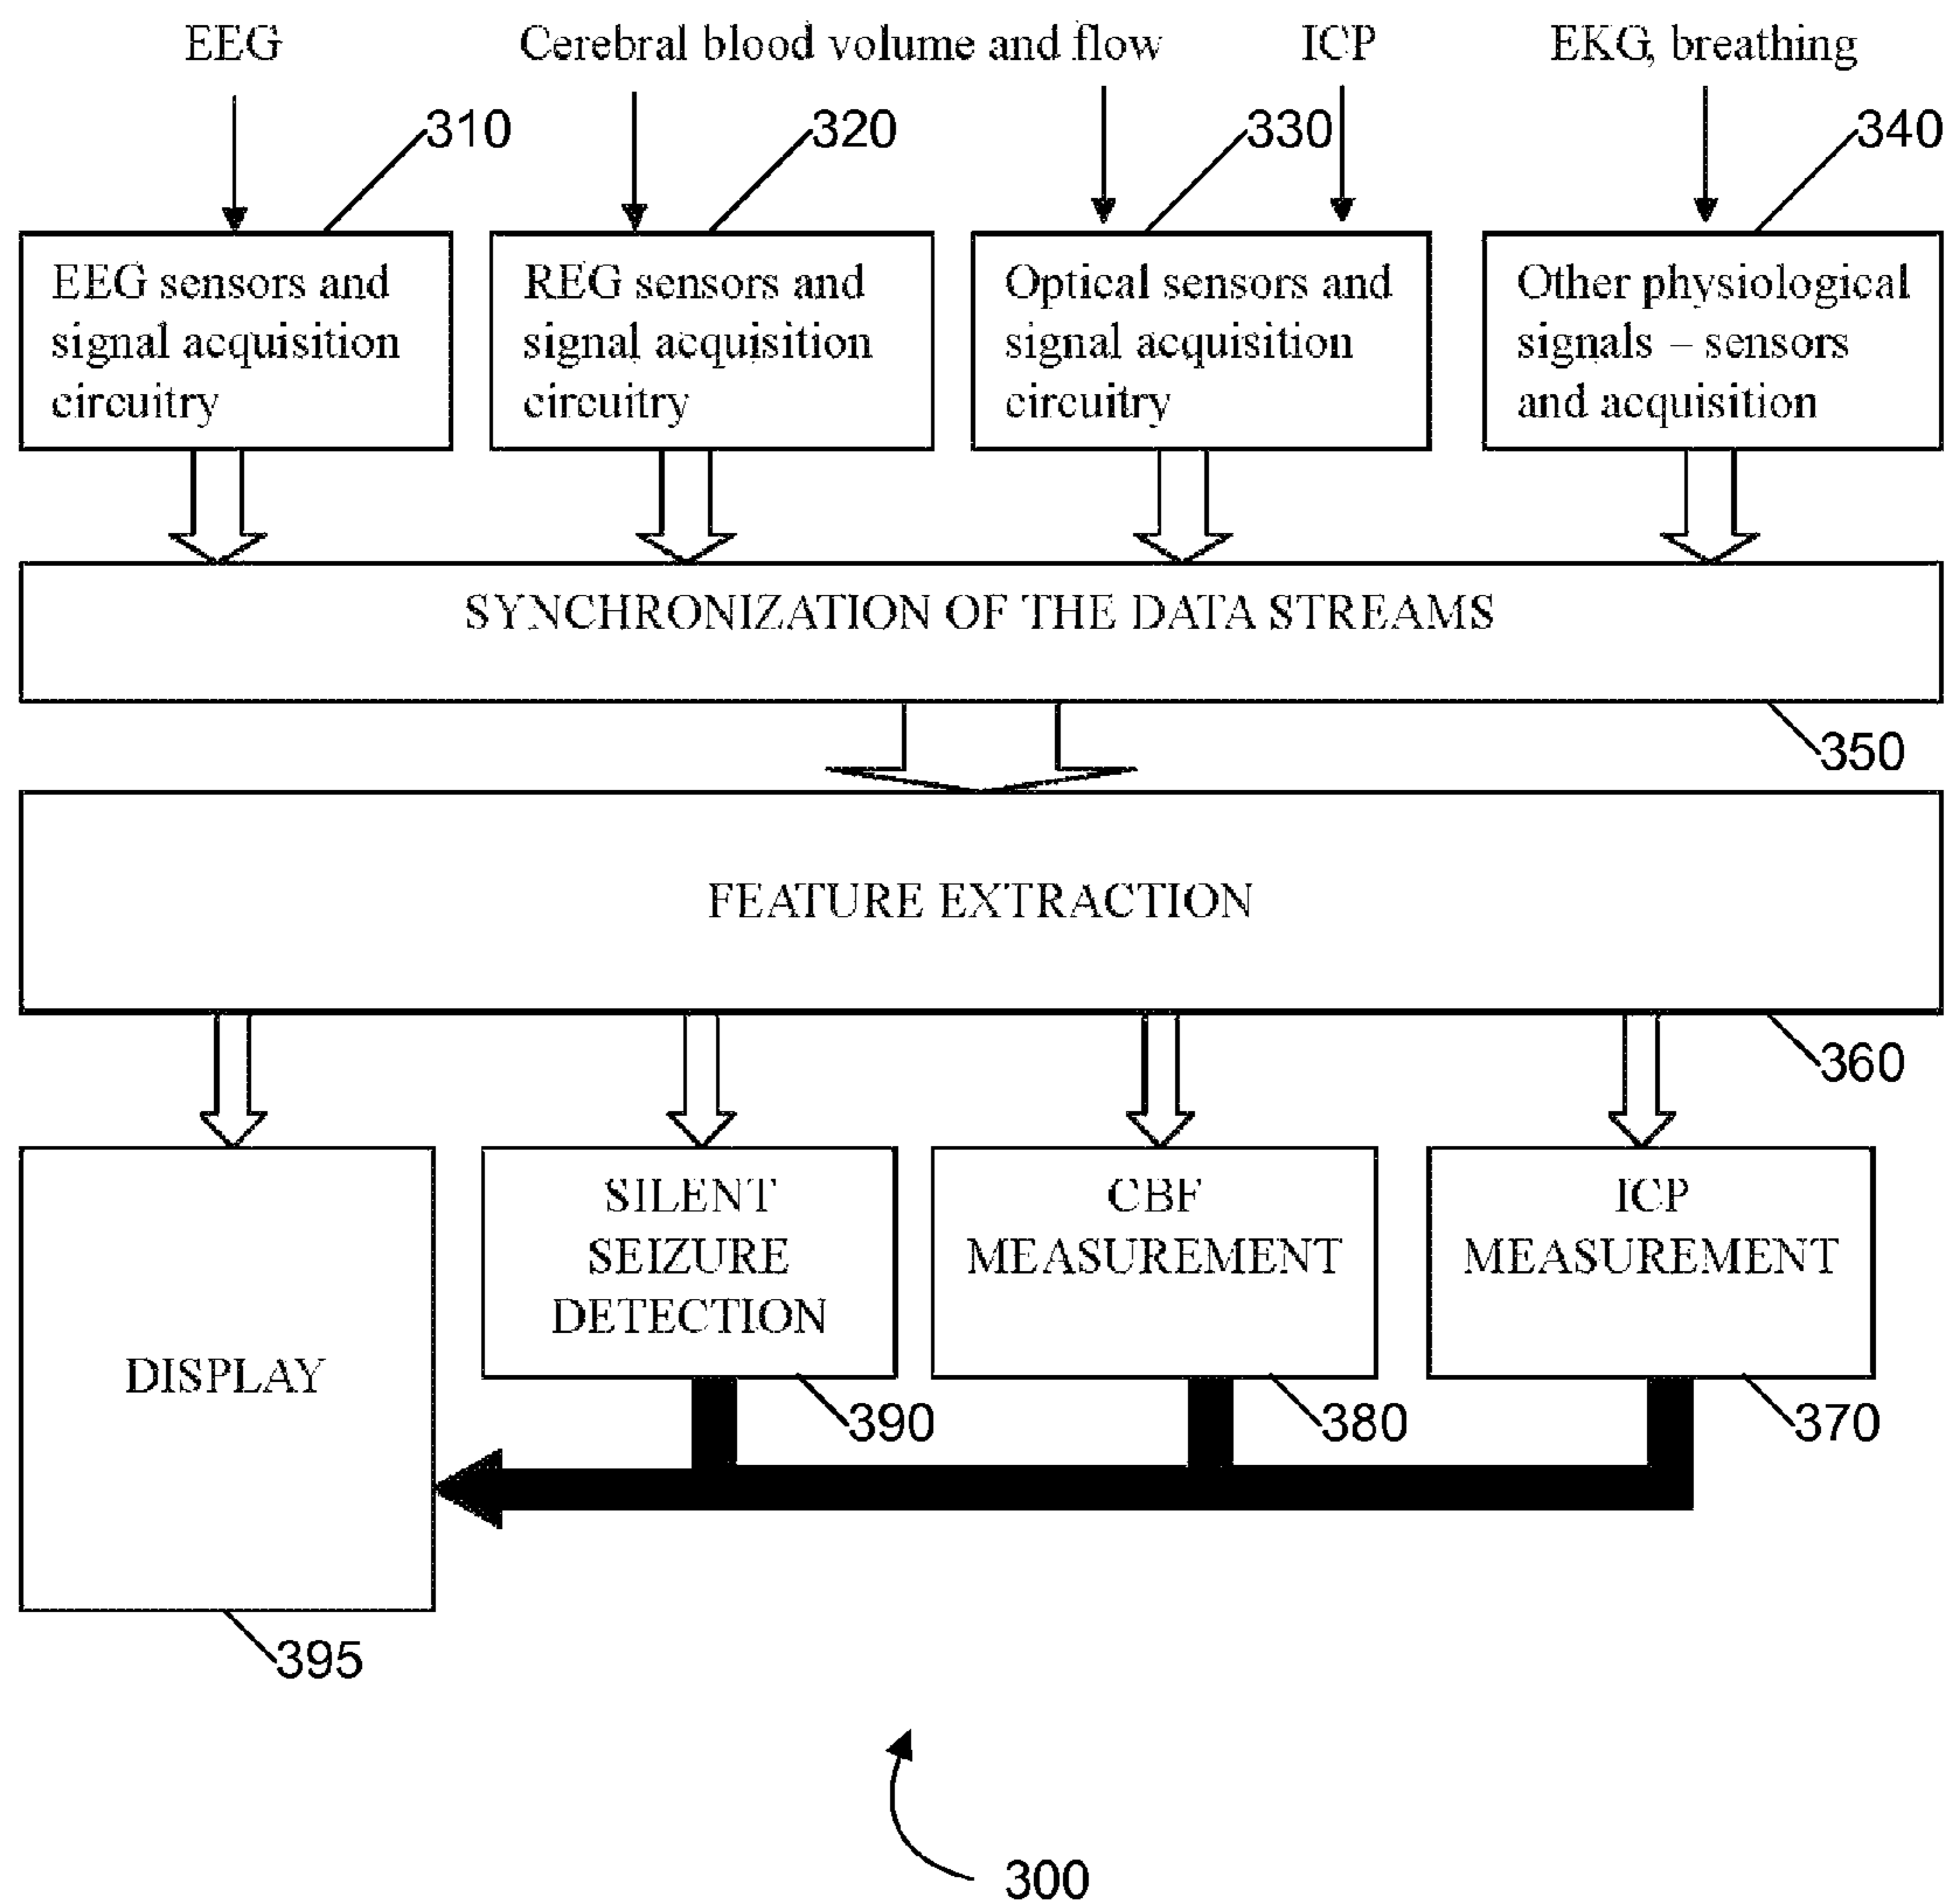 EEG
Cerebral blood volume and flow
ICP
EKG, breathing
310
320
330
340
EEG sensors and
signal acquisition
circuitry
REG sensors and
signal acquisition
circuitry
Optical sensors and
signal acquisition
circuitry
Other physiological
signals – sensors
and acquisition
SYNCHRONIZATION OF THE DATA STREAMS
350
FEATURE EXTRACTION
360
DISPLAY
SILENT
SEIZURE
DETECTION
CBF
MEASUREMENT
ICP
MEASUREMENT
390
380
370
395
300